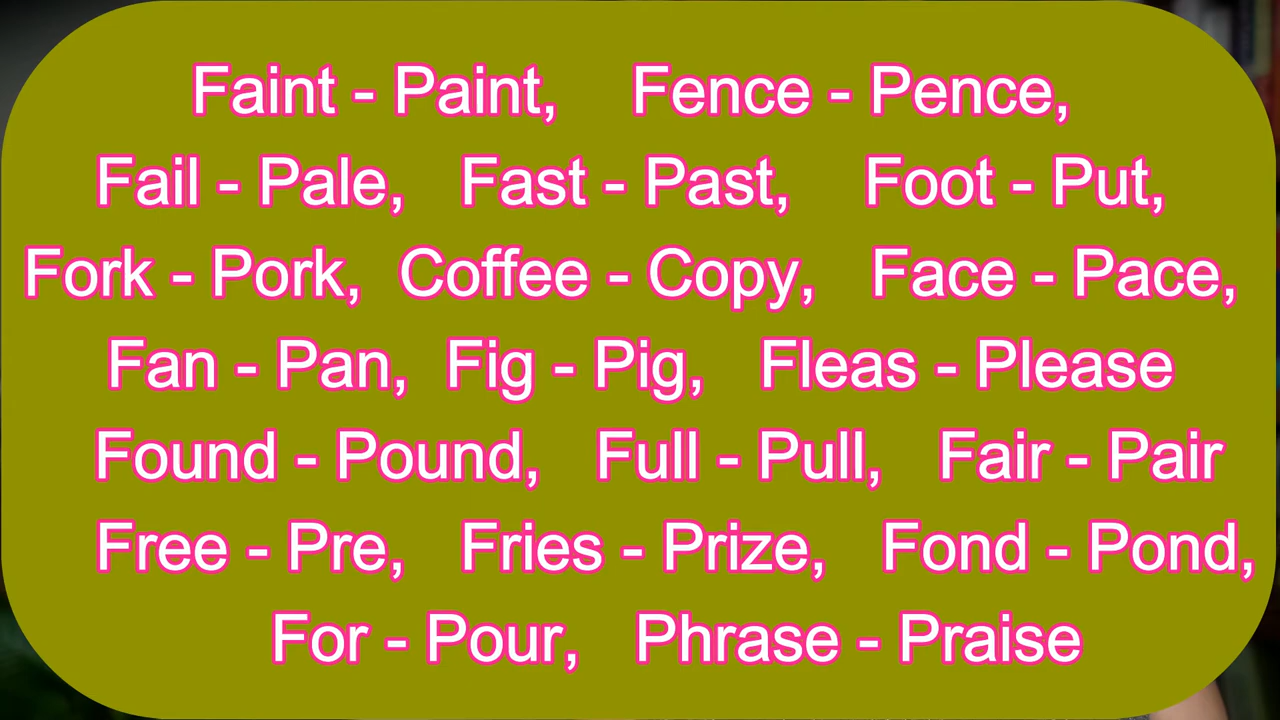 Faint - Paint, Fence - Pence,
Fail - Pale, Fast - Past, Foot - Put,
Fork - Pork, Coffee - Copy, Face - Pace,
Fan - Pan, Fig - Pig, Fleas - Please
Found - Pound, Full - Pull, Fair - Pair
Free - Pre, Fries - Prize, Fond - Pond,
For - Pour, Phrase - Praise